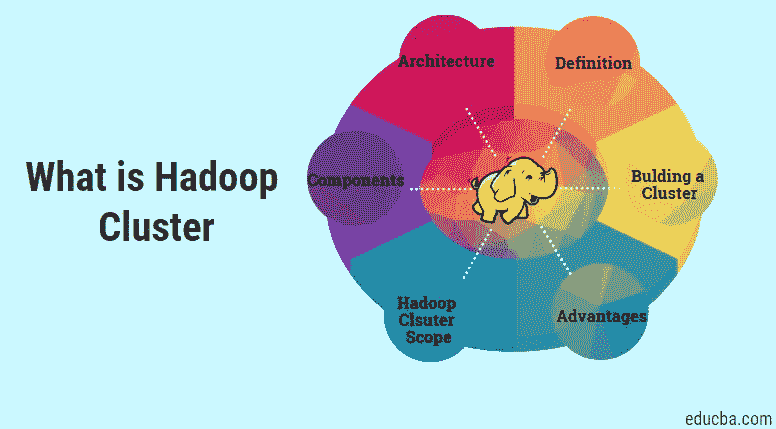 What is Hadoop
Cluster
Architecture
Definition
Components
Bulding a
Cluster
Hadoop
Clsuter
Scope
Advantages
educba.com